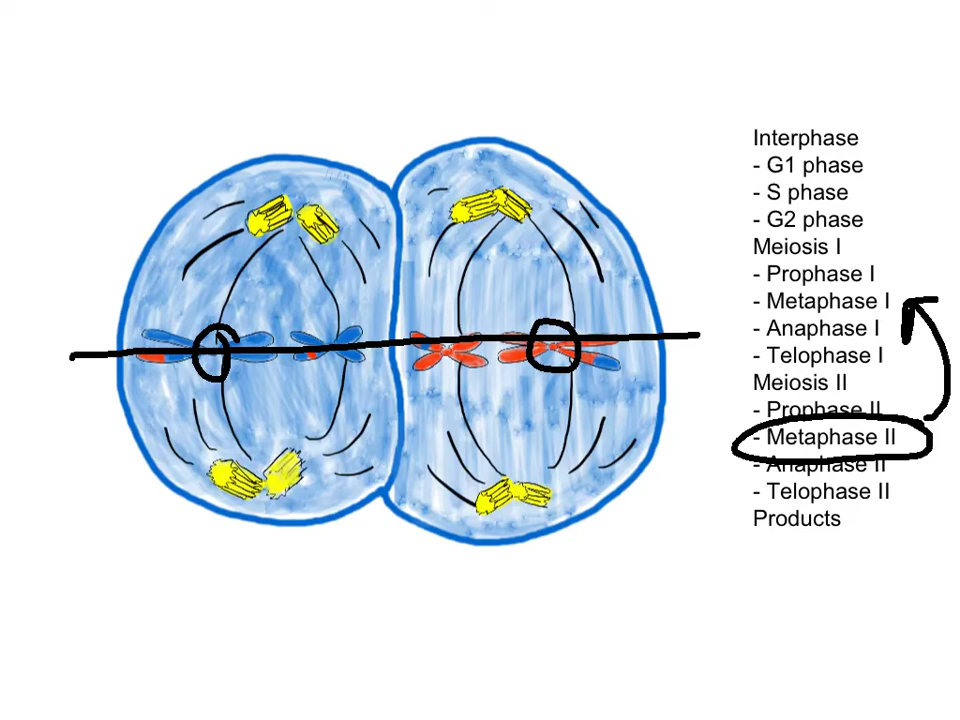 Interphase
- G1 phase
- S phase
- G2 phase
Meiosis I
- Prophase I
- Metaphase I
- Anaphase I
- Telophase I
Meiosis II
- Prophase II
- Metaphase II
- Anaphase II
- Telophase II
Products